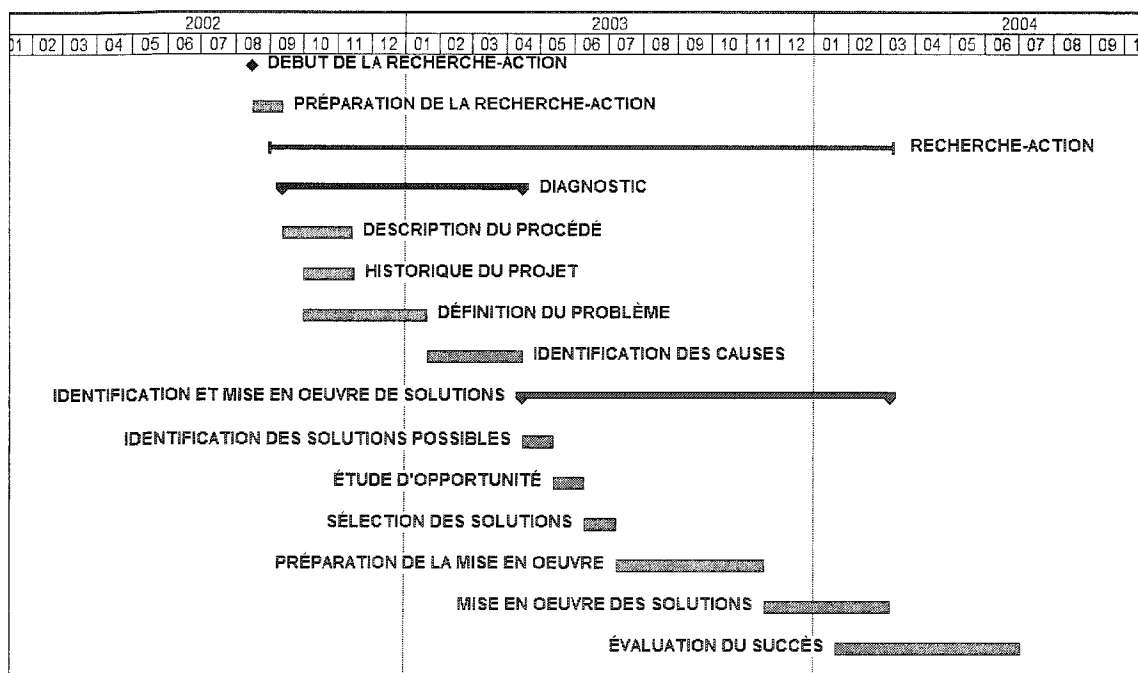 2002 2003 2004
01 02 03 04 05 06 07 08 09 10 11 12 01 02 03 04 05 06 07 08 09 10 11 12 01 02 03 04 05 06 07 08 09 1
DEBUT DE LA RECHERCHE-ACTION
PRÉPARATION DE LA RECHERCHE-ACTION
RECHERCHE-ACTION
DIAGNOSTIC
DESCRIPTION DU PROCÉDÉ
HISTORIQUE DU PROJET
DÉFINITION DU PROBLÈME
IDENTIFICATION DES CAUSES
IDENTIFICATION ET MISE EN OEUVRE DE SOLUTIONS
IDENTIFICATION DES SOLUTIONS POSSIBLES
ÉTUDE D'OPPORTUNITÉ
SÉLECTION DES SOLUTIONS
PRÉPARATION DE LA MISE EN OEUVRE
MISE EN OEUVRE DES SOLUTIONS
ÉVALUATION DU SUCCÈS